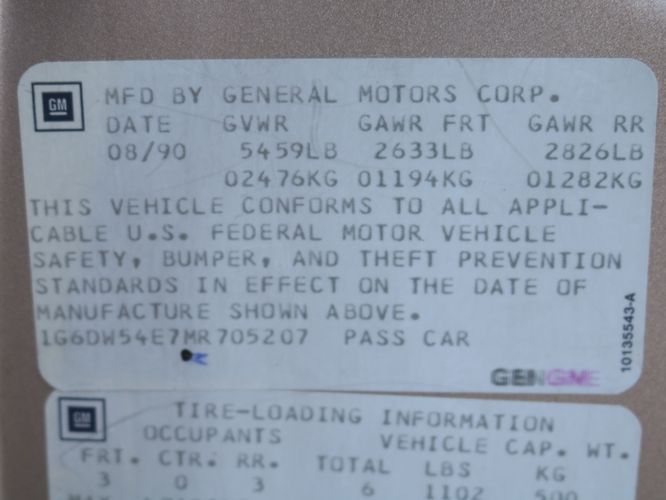 GM MFD BY GENERAL MOTORS CORP.
DATE GVWR GAWR FRT GAWR RR
08/90 5459LB 2633LB 2826LB
02476KG 01194KG 01282KG
THIS VEHICLE CONFORMS TO ALL APPLI-
CABLE U.S. FEDERAL MOTOR VEHICLE
SAFETY, BUMPER, AND THEFT PREVENTION
STANDARDS IN EFFECT ON THE DATE OF
MANUFACTURE SHOWN ABOVE.
1G6DW54E7MR705207 PASS CAR
10135543-A
GM TIRE-LOADING INFORMATION
OCCUPANTS VEHICLE CAP. WT.
FRT. CTR. RR. TOTAL LBS KG
3 0 3 6 1102 500